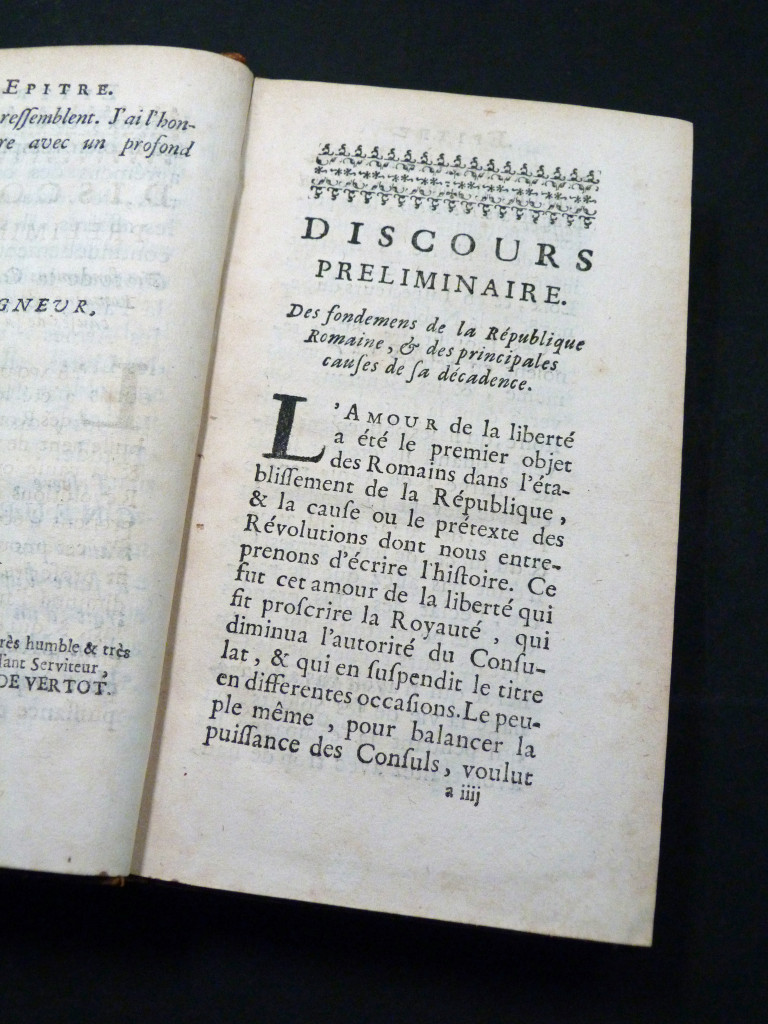 EPITRE.
reſſemblent. J'ai l'hon-
re avec un profond
GNEUR,
rès humble & très
ſant Serviteur,
DE VERTOT.
DISCOURS
PRELIMINAIRE.
Des fondemens de la République
Romaine, & des principales
cauſes de ſa décadence.
L'AMOUR de la liberté
a été le premier objet
des Romains dans l'éta-
bliſſement de la République,
& la cauſe ou le prétexte des
Révolutions dont nous entre-
prenons d'écrire l'hiſtoire. Ce
fut cet amour de la liberté qui
fit proſcrire la Royauté, qui
diminua l'autorité du Conſu-
lat, & qui en ſuſpendit le titre
en differentes occaſions. Le peu-
ple même, pour balancer la
puiſſance des Conſuls, voulut
a iiij